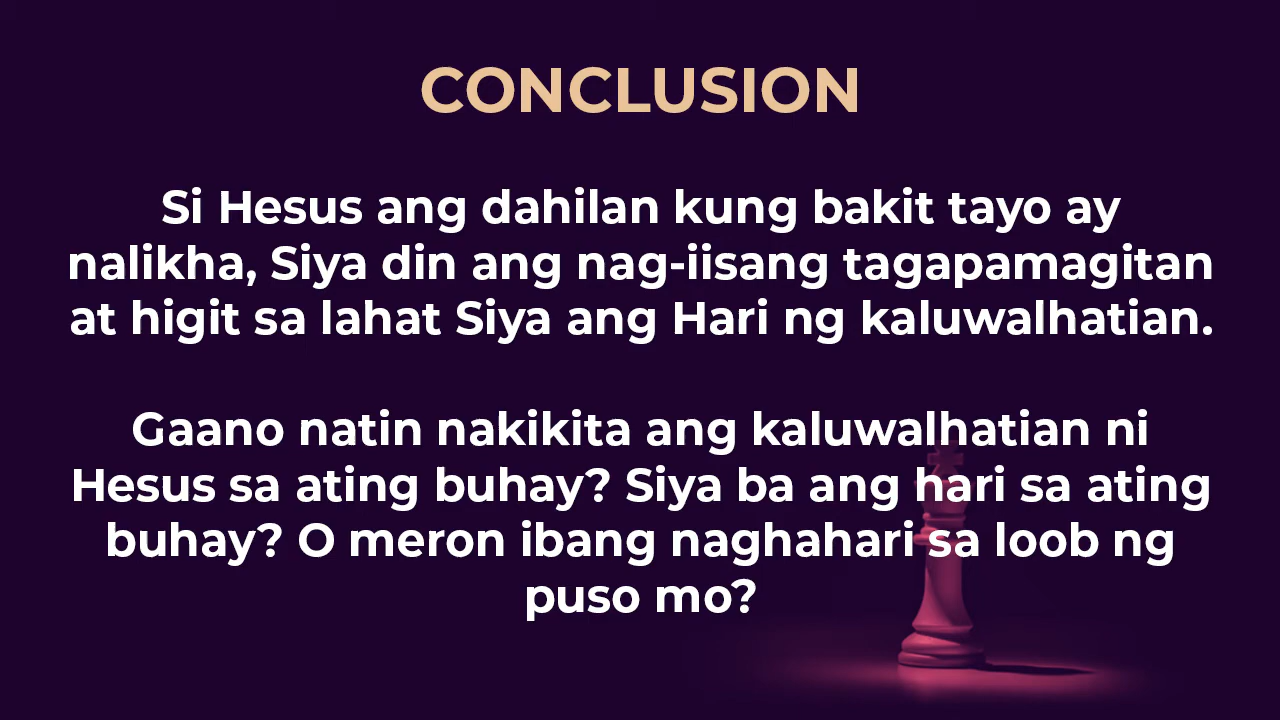 CONCLUSION
Si Hesus ang dahilan kung bakit tayo ay
nalikha, Siya din ang nag-iisang tagapamagitan
at higit sa lahat Siya ang Hari ng kaluwalhatian.
Gaano natin nakikita ang kaluwalhatian ni
Hesus sa ating buhay? Siya ba ang hari sa ating
buhay? O meron ibang naghahari sa loob ng
puso mo?